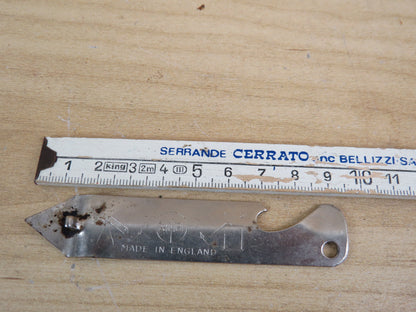 SERRANDE CERRATO snc BELLIZZI-SA
1 2 king 3 2m 4 III 5 6 7 8 9 10 11
MADE IN ENGLAND